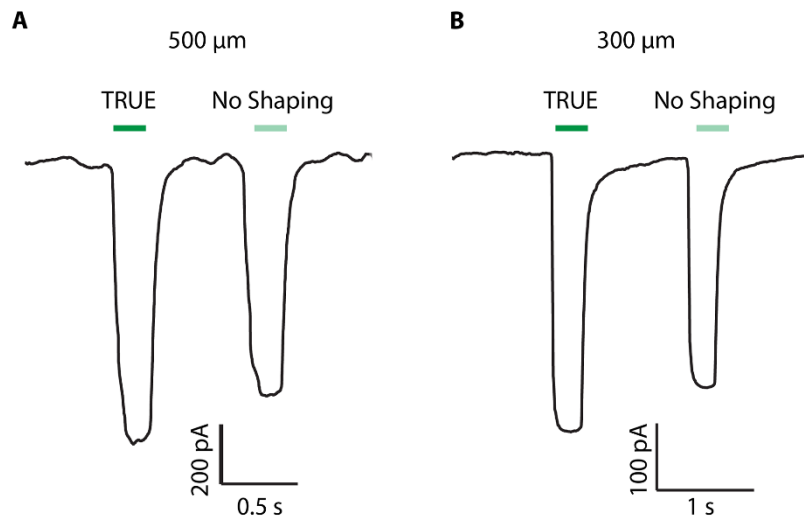 A
500 µm
TRUE
No Shaping
200 pA
0.5 s
B
300 µm
TRUE
No Shaping
100 pA
1 s